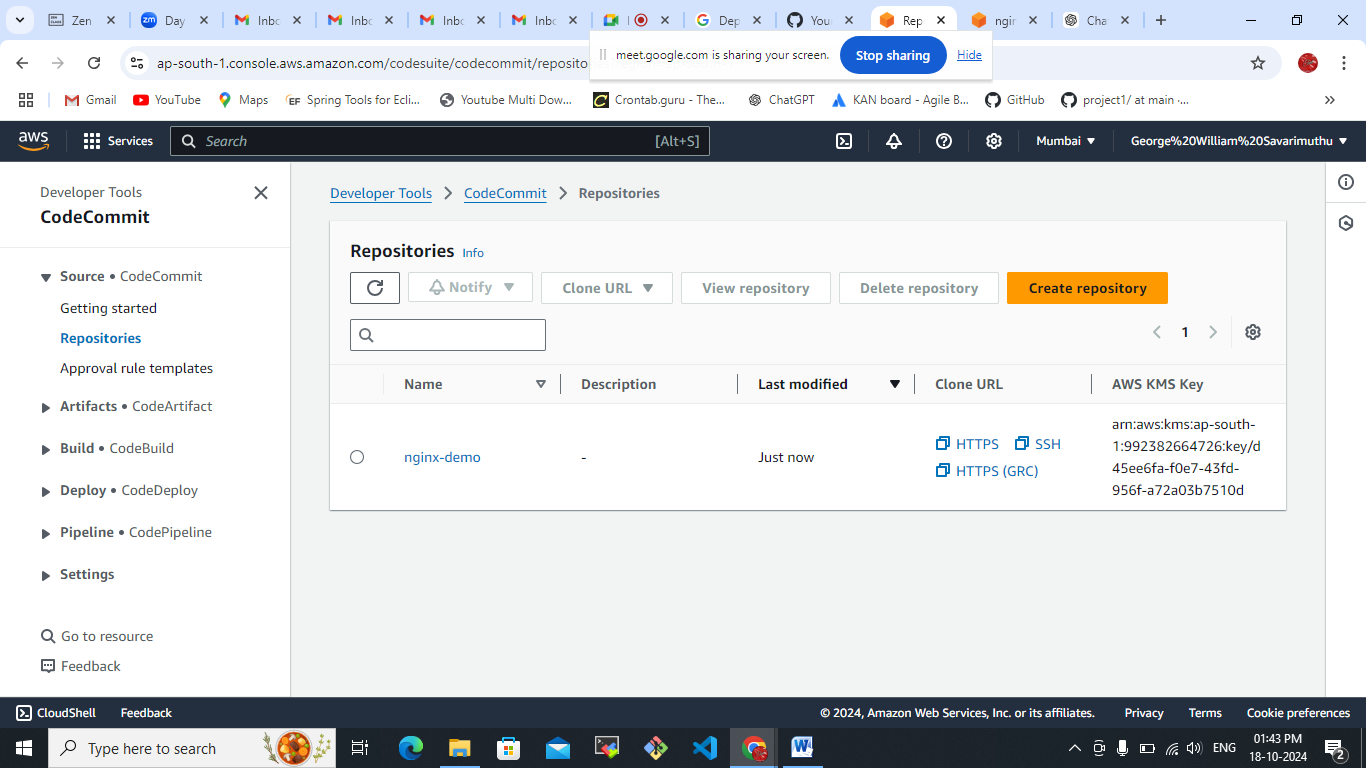 Zen
Day
Inbo
Inbo
Inbo
Inbo
Dep
You
Rep
ngir
Cha
meet.google.com is sharing your screen.
Stop sharing
Hide
ap-south-1.console.aws.amazon.com/codesuite/codecommit/reposito
Gmail
YouTube
Maps
Spring Tools for Ecli...
Youtube Multi Dow...
Crontab.guru - The...
ChatGPT
KAN board - Agile B...
GitHub
project1/ at main ·...
aws
Services
Search
[Alt+S]
Mumbai
George%20William%20Savarimuthu
Developer Tools
CodeCommit
Source • CodeCommit
Getting started
Repositories
Approval rule templates
Artifacts • CodeArtifact
Build • CodeBuild
Deploy • CodeDeploy
Pipeline • CodePipeline
Settings
Go to resource
Feedback
Developer Tools
CodeCommit
Repositories
Repositories Info
Notify
Clone URL
View repository
Delete repository
Create repository
1
Name
Description
Last modified
Clone URL
AWS KMS Key
nginx-demo
-
Just now
HTTPS
SSH
HTTPS (GRC)
arn:aws:kms:ap-south-
1:992382664726:key/d
45ee6fa-f0e7-43fd-
956f-a72a03b7510d
CloudShell
Feedback
© 2024, Amazon Web Services, Inc. or its affiliates.
Privacy
Terms
Cookie preferences
Type here to search
ENG
01:43 PM
18-10-2024
2